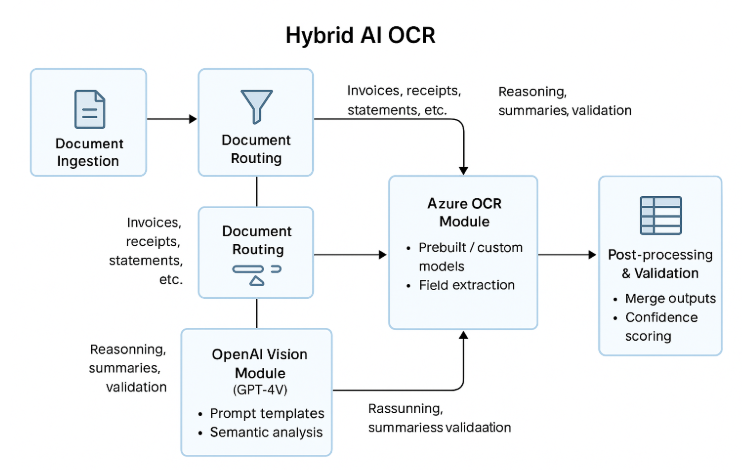 Hybrid AI OCR
Document
Ingestion
Document
Routing
Invoices, receipts,
statements, etc.
Reasoning,
summaries, validation
Invoices,
receipts,
statements,
etc.
Document
Routing
Azure OCR
Module
• Prebuilt / custom
models
• Field extraction
Post-processing
& Validation
• Merge outputs
• Confidence
scoring
Reasonning,
summaries,
validation
OpenAI Vision
Module
(GPT-4V)
• Prompt templates
• Semantic analysis
Rassunning,
summariess validaation